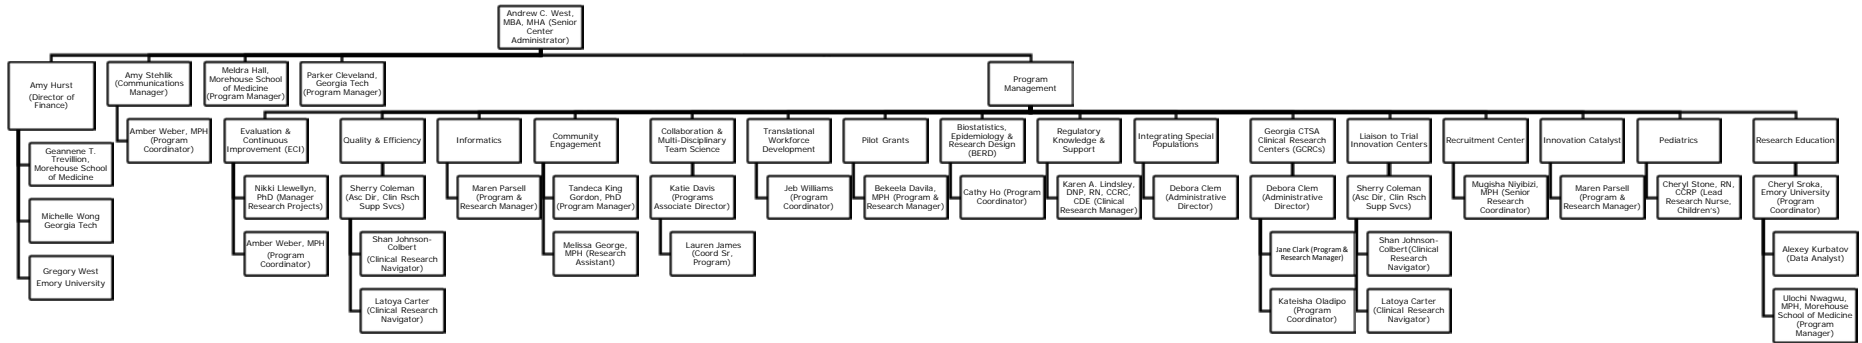 Andrew C. West,
MBA, MHA (Senior
Center
Administrator)
Amy Hurst
(Director of
Finance)
Amy Stehlik
(Communications
Manager)
Meldra Hall,
Morehouse School
of Medicine
(Program Manager)
Parker Cleveland,
Georgia Tech
(Program Manager)
Program
Management
Geannene T.
Trevillion,
Morehouse School
of Medicine
Michelle Wong
Georgia Tech
Gregory West
Emory University
Amber Weber, MPH
(Program
Coordinator)
Evaluation &
Continuous
Improvement (ECI)
Nikki Llewellyn,
PhD (Manager
Research Projects)
Amber Weber, MPH
(Program
Coordinator)
Quality & Efficiency
Sherry Coleman
(Asc Dir, Clin Rsch
Supp Svcs)
Shan Johnson-
Colbert
(Clinical Research
Navigator)
Latoya Carter
(Clinical Research
Navigator)
Informatics
Maren Parsell
(Program &
Research Manager)
Community
Engagement
Tandeca King
Gordon, PhD
(Program Manager)
Melissa George,
MPH (Research
Assistant)
Collaboration &
Multi-Disciplinary
Team Science
Katie Davis
(Programs
Associate Director)
Lauren James
(Coord Sr,
Program)
Translational
Workforce
Development
Jeb Williams
(Program
Coordinator)
Pilot Grants
Bekeela Davila,
MPH (Program &
Research Manager)
Biostatistics,
Epidemiology &
Research Design
(BERD)
Cathy Ho (Program
Coordinator)
Regulatory
Knowledge &
Support
Karen A. Lindsley,
DNP, RN, CCRC,
CDE (Clinical
Research Manager)
Integrating Special
Populations
Debora Clem
(Administrative
Director)
Georgia CTSA
Clinical Research
Centers (GCRCs)
Debora Clem
(Administrative
Director)
Jane Clark (Program &
Research Manager)
Kateisha Oladipo
(Program
Coordinator)
Liaison to Trial
Innovation Centers
Sherry Coleman
(Asc Dir, Clin Rsch
Supp Svcs)
Shan Johnson-
Colbert(Clinical
Research
Navigator)
Latoya Carter
(Clinical Research
Navigator)
Recruitment Center
Mugisha Niyibizi,
MPH (Senior
Research
Coordinator)
Innovation Catalyst
Maren Parsell
(Program &
Research Manager)
Pediatrics
Cheryl Stone, RN,
CCRP (Lead
Research Nurse,
Children's)
Research Education
Cheryl Sroka,
Emory University
(Program
Coordinator)
Alexey Kurbatov
(Data Analyst)
Ulochi Nwagwu,
MPH, Morehouse
School of Medicine
(Program
Manager)